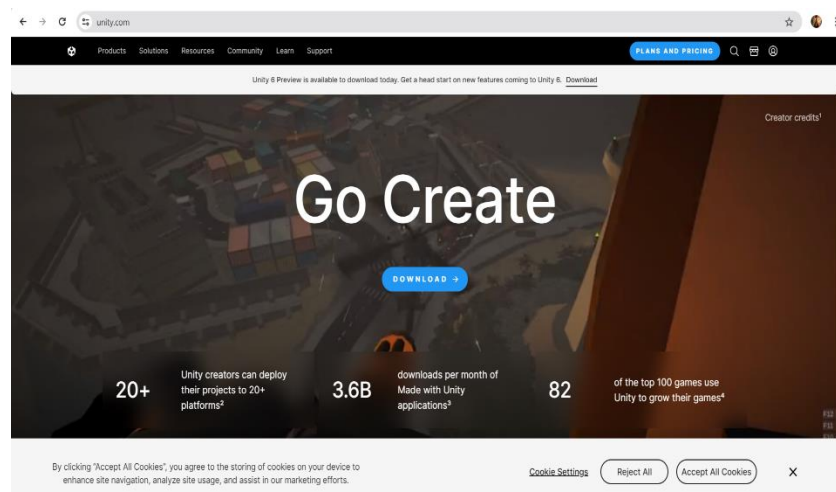 unity.com
Products Solutions Resources Community Learn Support PLANS AND PRICING
Unity 6 Preview is available to download today. Get a head start on new features coming to Unity 6. Download
Creator credits¹
Go Create
DOWNLOAD →
20+
Unity creators can deploy
their projects to 20+
platforms²
3.6B
downloads per month of
Made with Unity
applications³
82
of the top 100 games use
Unity to grow their games⁴
By clicking "Accept All Cookies", you agree to the storing of cookies on your device to
enhance site navigation, analyze site usage, and assist in our marketing efforts.
Cookie Settings Reject All Accept All Cookies X